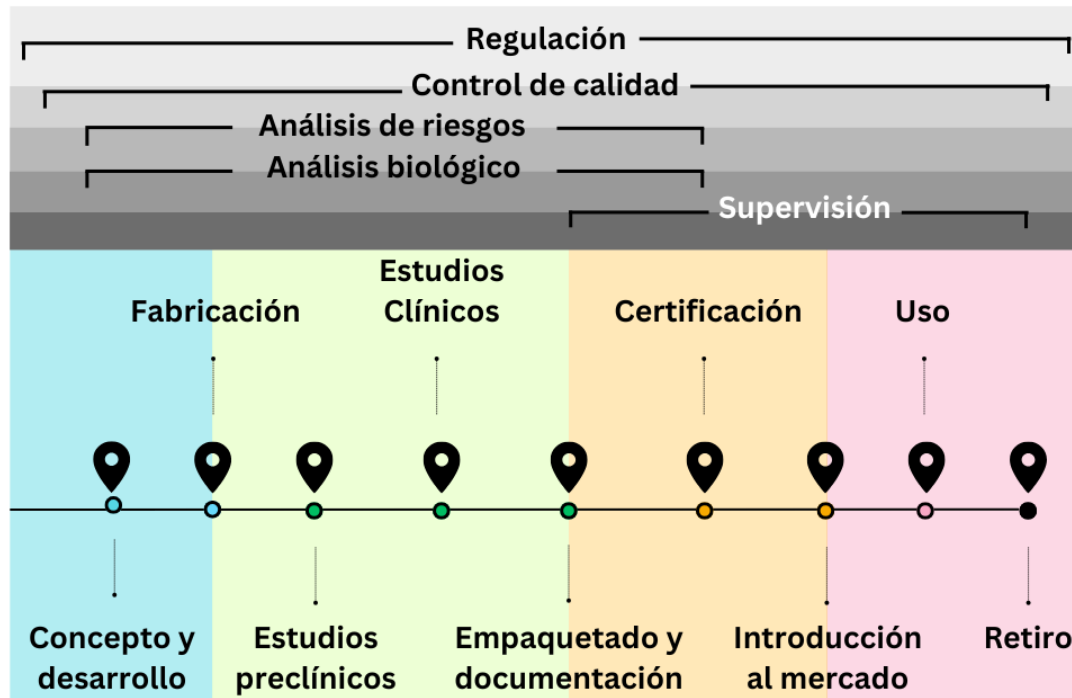 Regulación
Control de calidad
Análisis de riesgos
Análisis biológico
Supervisión
Fabricación
Estudios
Clínicos
Certificación
Uso
Concepto y
desarrollo
Estudios
preclínicos
Empaquetado y
documentación
Introducción
al mercado
Retiro